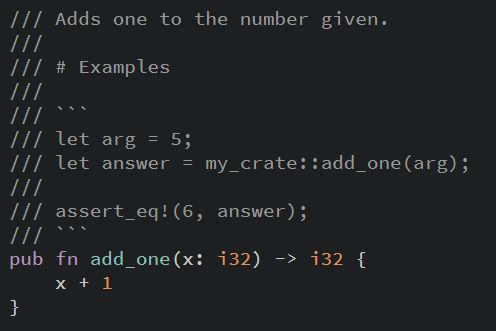 /// Adds one to the number given.
///
/// # Examples
///
/// ```
/// let arg = 5;
/// let answer = my_crate::add_one(arg);
///
/// assert_eq!(6, answer);
/// ```
pub fn add_one(x: i32) -> i32 {
    x + 1
}